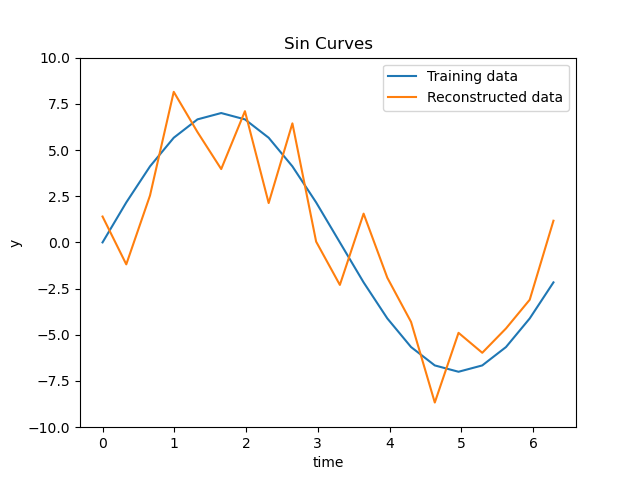 Sin Curves
Training data
Reconstructed data
10.0
7.5
5.0
2.5
0.0
−2.5
−5.0
−7.5
−10.0
y
0 1 2 3 4 5 6
time